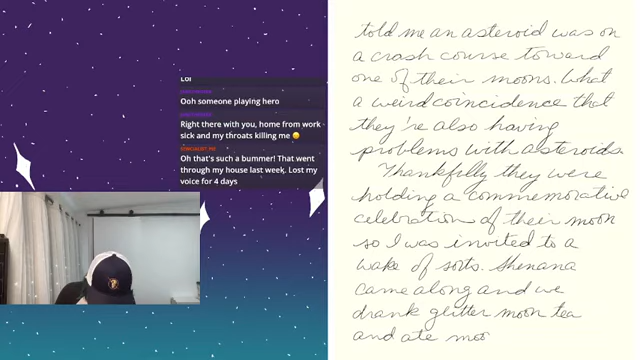 Lol
Ooh someone playing hero
Right there with you, home from work
sick and my throats killing me
Oh that's such a bummer! That went
through my house last week. Lost my
voice for 4 days
told me an asteroid was on
a crash course toward
one of their moons. What
a weird coincidence that
they're also having
problems with asteroids.
Thankfully they were
holding a commemorative
celebration of their moon
so I was invited to a
wake of sorts. Shenana
came along and we
drank glitter moon tea
and ate moo